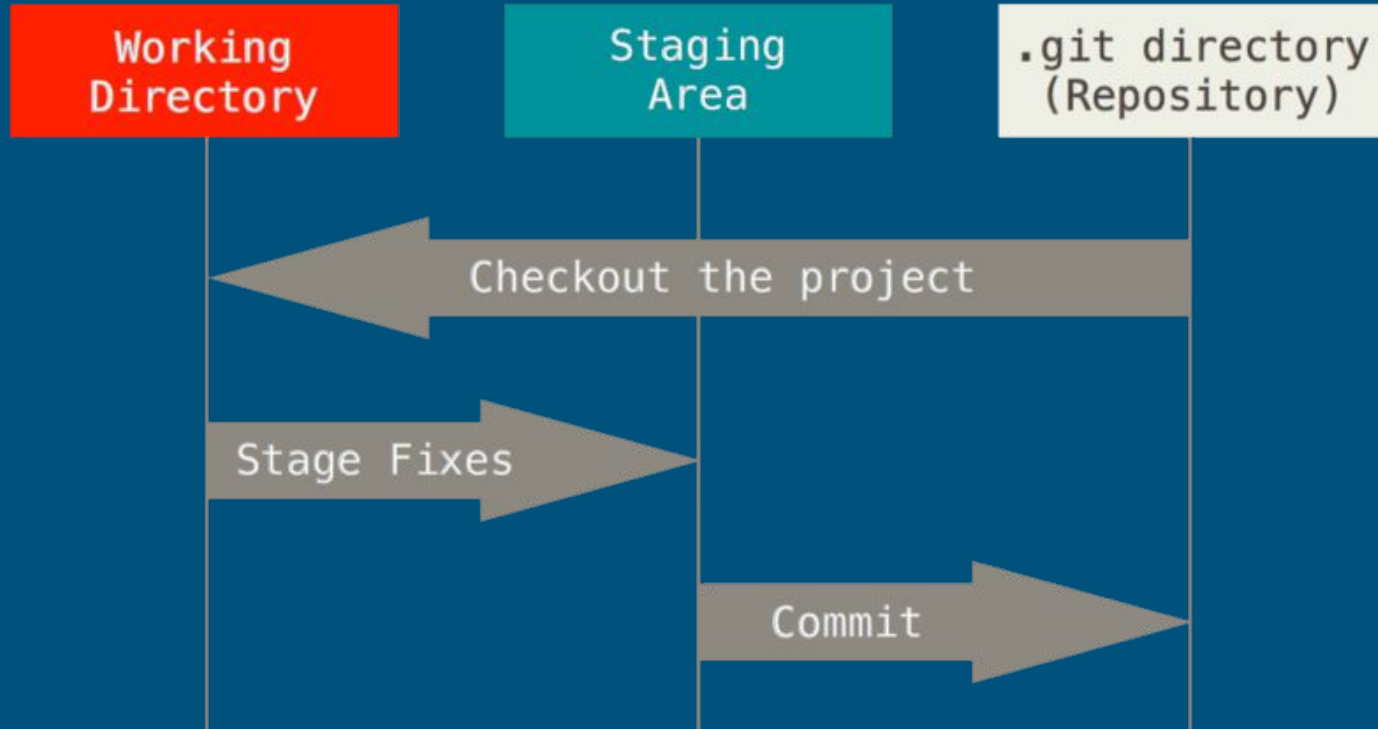 Working
Directory
Staging
Area
.git directory
(Repository)
Checkout the project
Stage Fixes
Commit